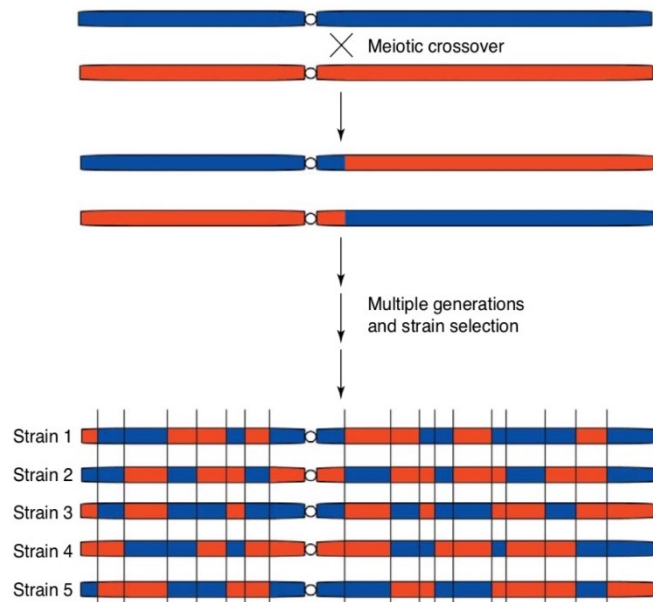 Meiotic crossover
Multiple generations
and strain selection
Strain 1
Strain 2
Strain 3
Strain 4
Strain 5